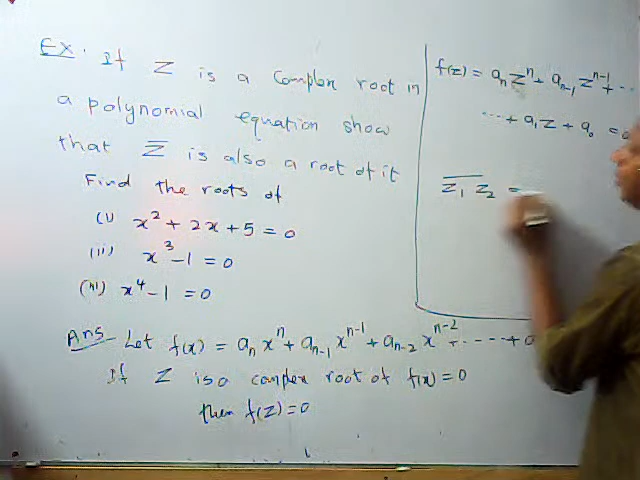 Ex. If Z is a Complex root in
a polynomial equation show
that Z̅ is also a root of it
Find the roots of
(i) x² + 2x + 5 = 0
(ii) x³ - 1 = 0
(iii) x⁴ - 1 = 0
Ans - Let f(x) = aₙ xⁿ + aₙ₋₁ xⁿ⁻¹ + aₙ₋₂ xⁿ⁻² + ---- +
If Z is a complex root of f(x) = 0
then f(Z) = 0
f(z) = aₙ zⁿ + aₙ₋₁ zⁿ⁻¹ + ...
... + a₁z + a₀ =
z̅₁ z̅₂ =